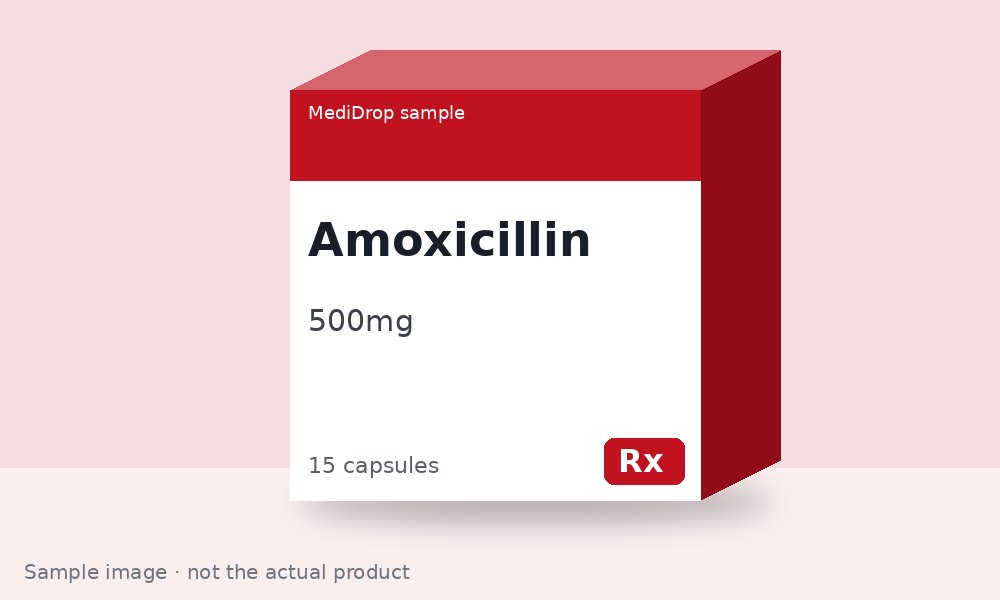 MediDrop sample
Amoxicillin
500mg
15 capsules
Rx
Sample image · not the actual product